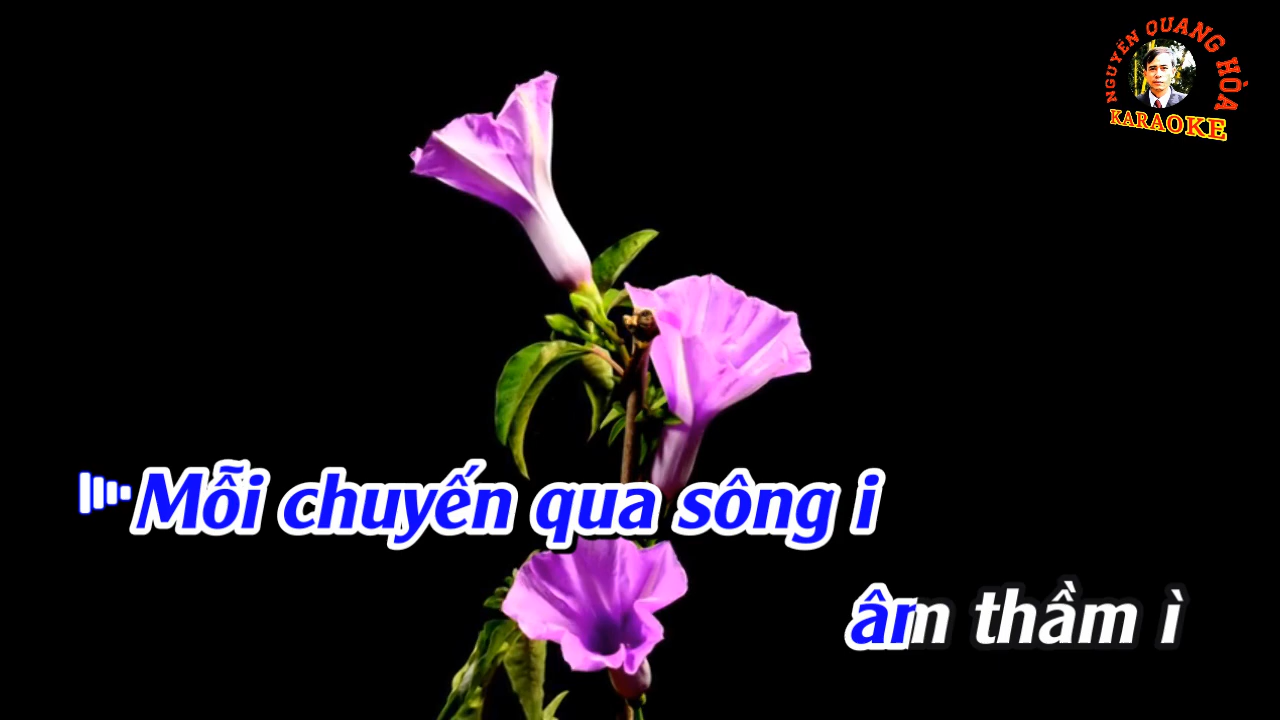 NGUYỄN QUANG HÒA
KARAOKE
Mỗi chuyến qua sông i
âm thầm ì